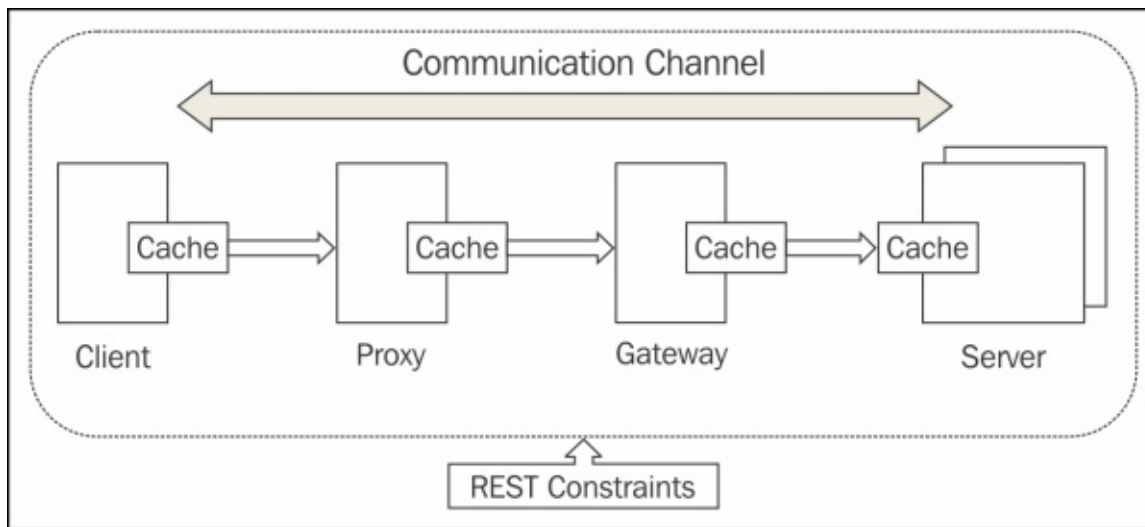 Communication Channel
Cache
Cache
Cache
Cache
Client
Proxy
Gateway
Server
REST Constraints